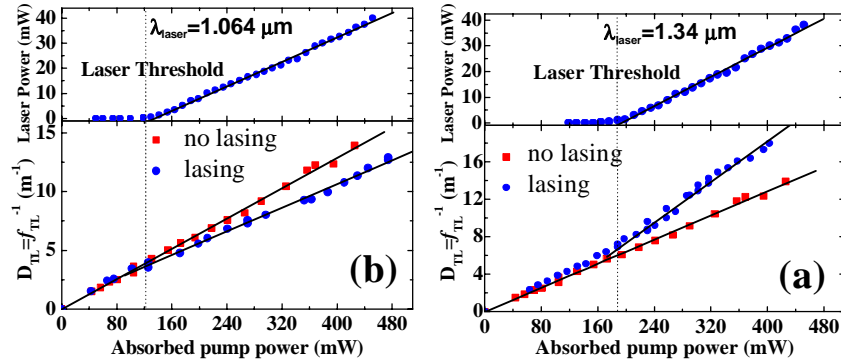 λlaser=1.064 μm
Laser Power (mW)
40
30
20
10
0
Laser Threshold
D_TL=f_TL^-1 (m^-1)
15
10
5
0
no lasing
lasing
(b)
0 80 160 240 320 400 480
Absorbed pump power (mW)
λlaser=1.34 μm
Laser Power (mW)
40
30
20
10
0
Laser Threshold
D_TL=f_TL^-1 (m^-1)
16
12
8
4
0
no lasing
lasing
(a)
0 80 160 240 320 400 480
Absorbed pump power (mW)